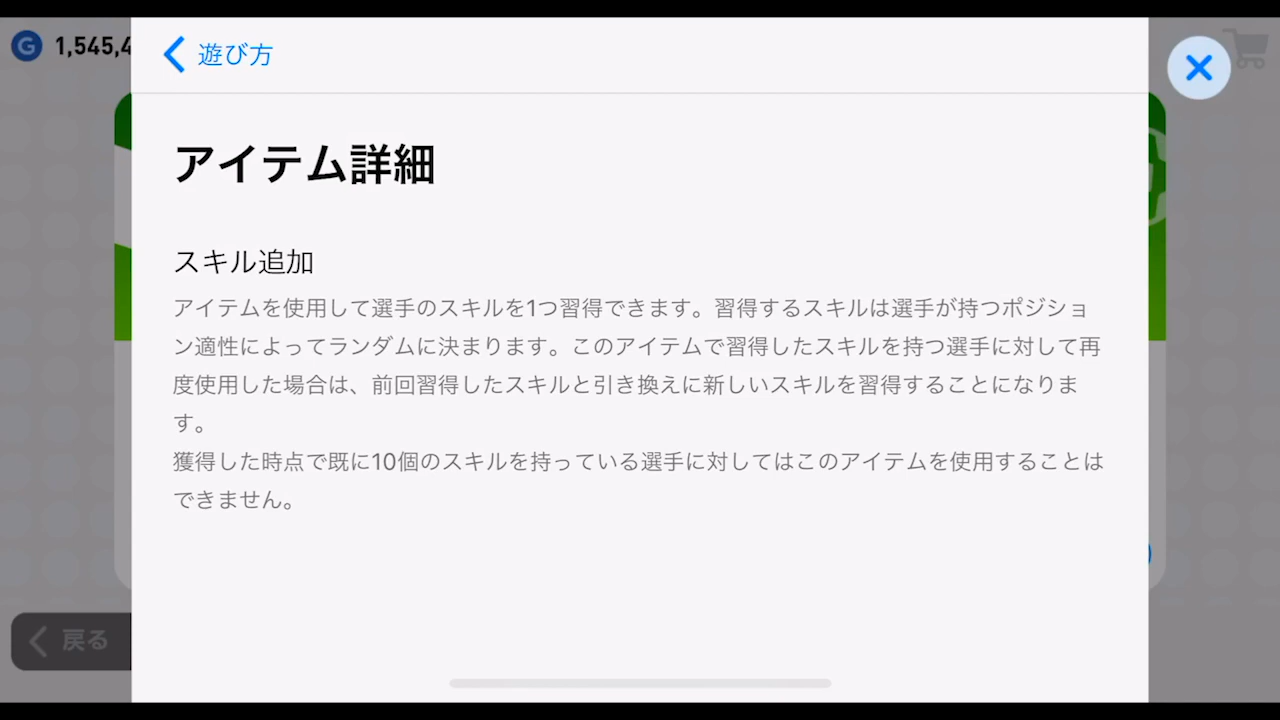 G 1,545,4
遊び方
アイテム詳細
スキル追加
アイテムを使用して選手のスキルを1つ習得できます。習得するスキルは選手が持つポジショ
ン適性によってランダムに決まります。このアイテムで習得したスキルを持つ選手に対して再
度使用した場合は、前回習得したスキルと引き換えに新しいスキルを習得することになりま
す。
獲得した時点で既に10個のスキルを持っている選手に対してはこのアイテムを使用することは
できません。
戻る